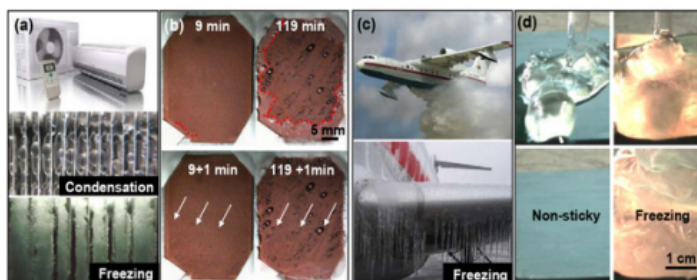 (a)
Condensation
Freezing
(b)
9 min
119 min
5 mm
9+1 min
119 +1min
(c)
Freezing
(d)
Non-sticky
Freezing
1 cm